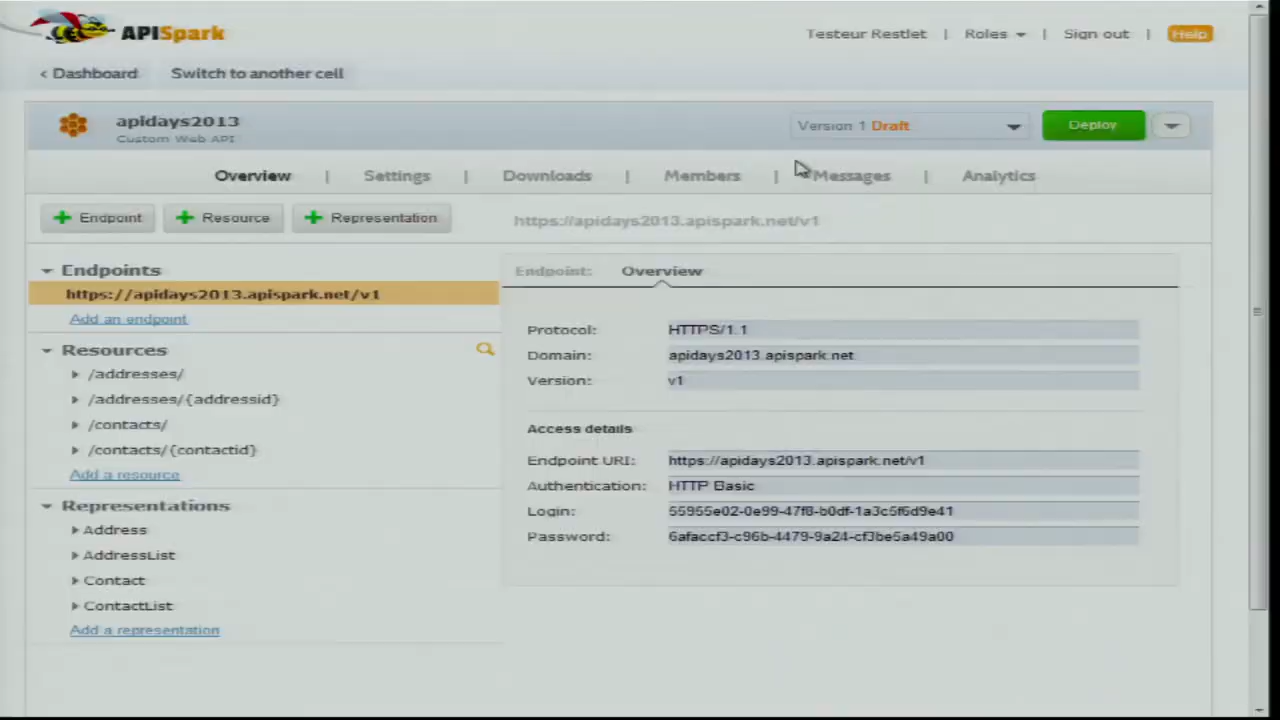 APISpark
Testeur Restlet | Roles | Sign out | Help
< Dashboard Switch to another cell
apidays2013
Custom Web API
Version 1 Draft
Deploy
Overview | Settings | Downloads | Members | Messages | Analytics
+ Endpoint + Resource + Representation https://apidays2013.apispark.net/v1
Endpoints
https://apidays2013.apispark.net/v1
Add an endpoint
Resources
/addresses/
/addresses/{addressid}
/contacts/
/contacts/{contactid}
Add a resource
Representations
Address
AddressList
Contact
ContactList
Add a representation
Endpoint: Overview
Protocol: HTTPS/1.1
Domain: apidays2013.apispark.net
Version: v1
Access details
Endpoint URI: https://apidays2013.apispark.net/v1
Authentication: HTTP Basic
Login: 55955e02-0e99-47f8-b0df-1a3c5f6d9e41
Password: 6afaccf3-c96b-4479-9a24-cf3be5a49a00